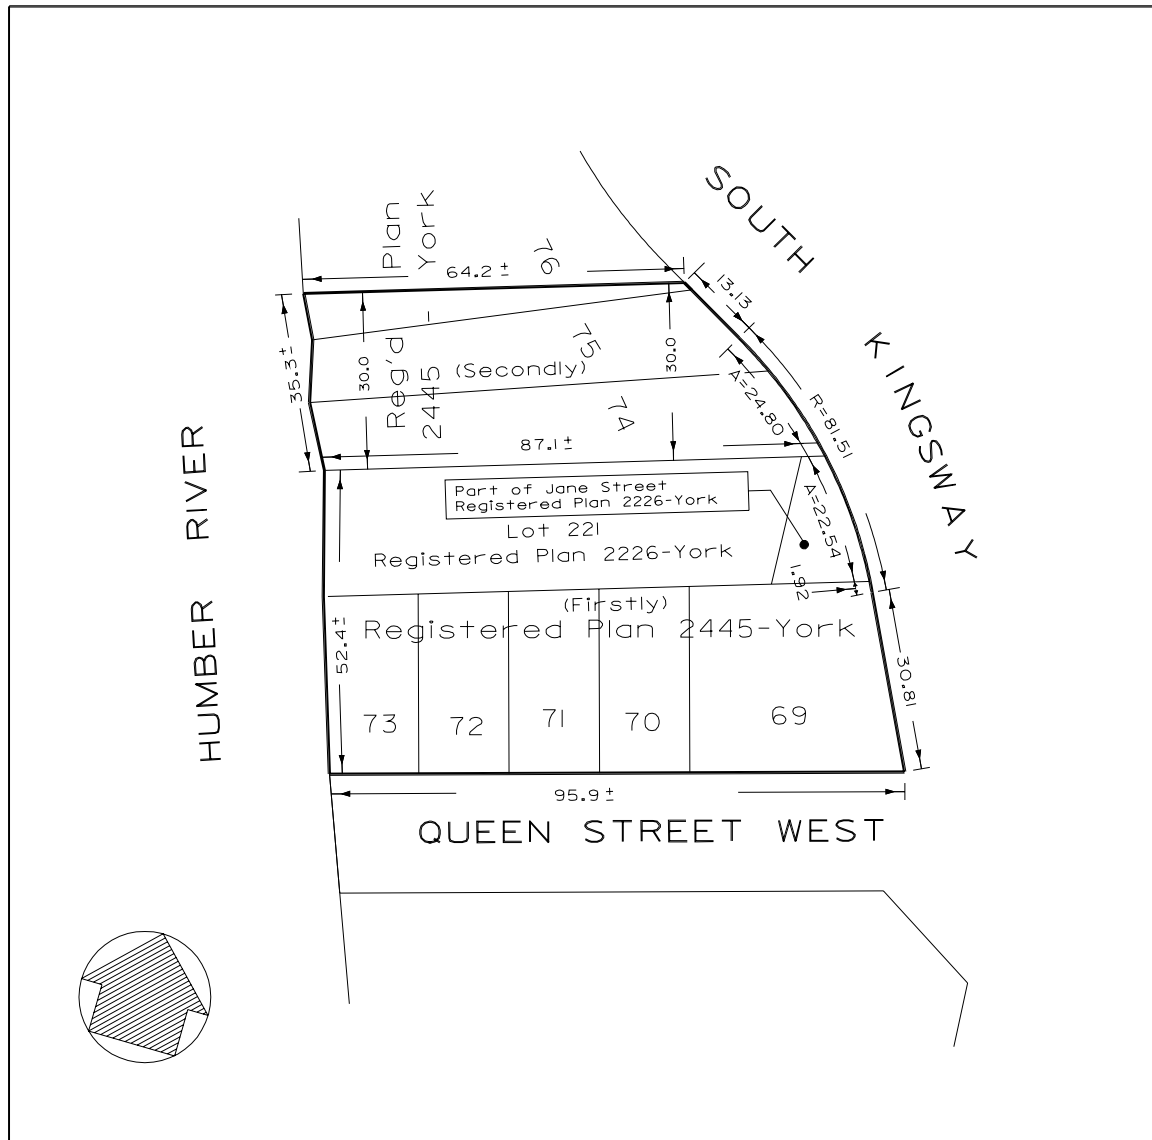 SOUTH
KINGSWAY
Plan
York
76
64.2 ±
13.13
Reg'd -
2445
75
(Secondly)
74
30.0
30.0
35.3 ±
A=24.80
R=81.51
87.1 ±
Part of Jane Street
Registered Plan 2226-York
Lot 221
Registered Plan 2226-York
A=22.54
1.92
(Firstly)
Registered Plan 2445-York
52.4 ±
30.81
73
72
71
70
69
95.9 ±
HUMBER RIVER
QUEEN STREET WEST